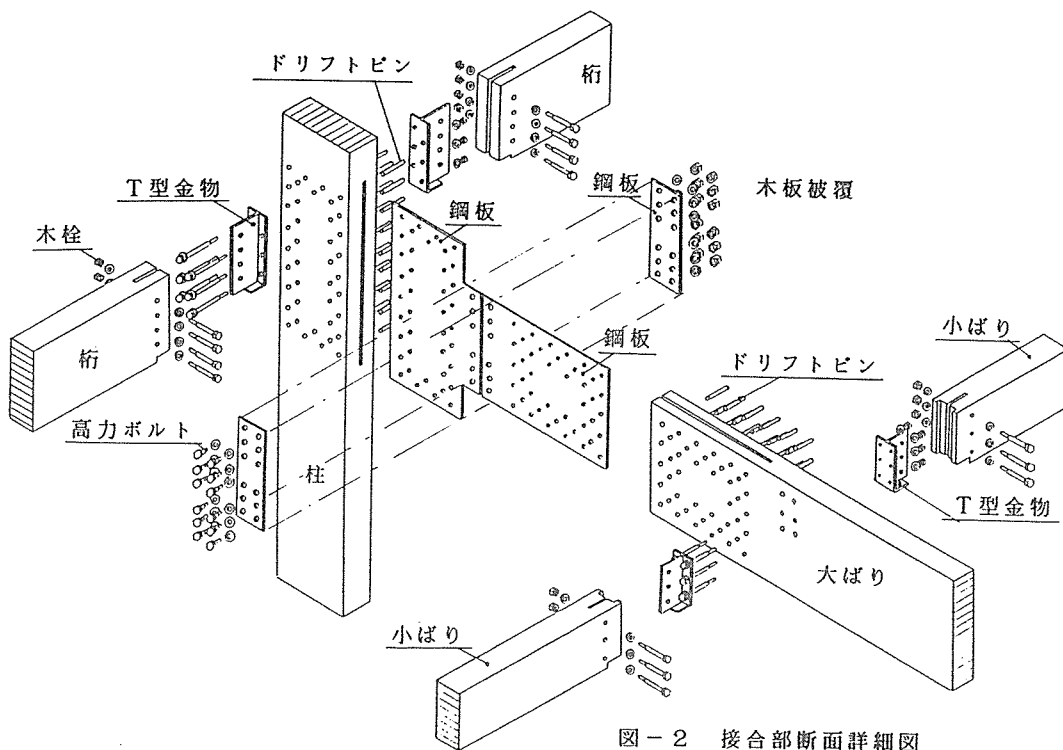 ドリフトピン
桁
鋼板
木板被覆
T型金物
鋼板
木栓
小ばり
鋼板
ドリフトピン
桁
高力ボルト
柱
T型金物
大ばり
小ばり
図－2 接合部断面詳細図